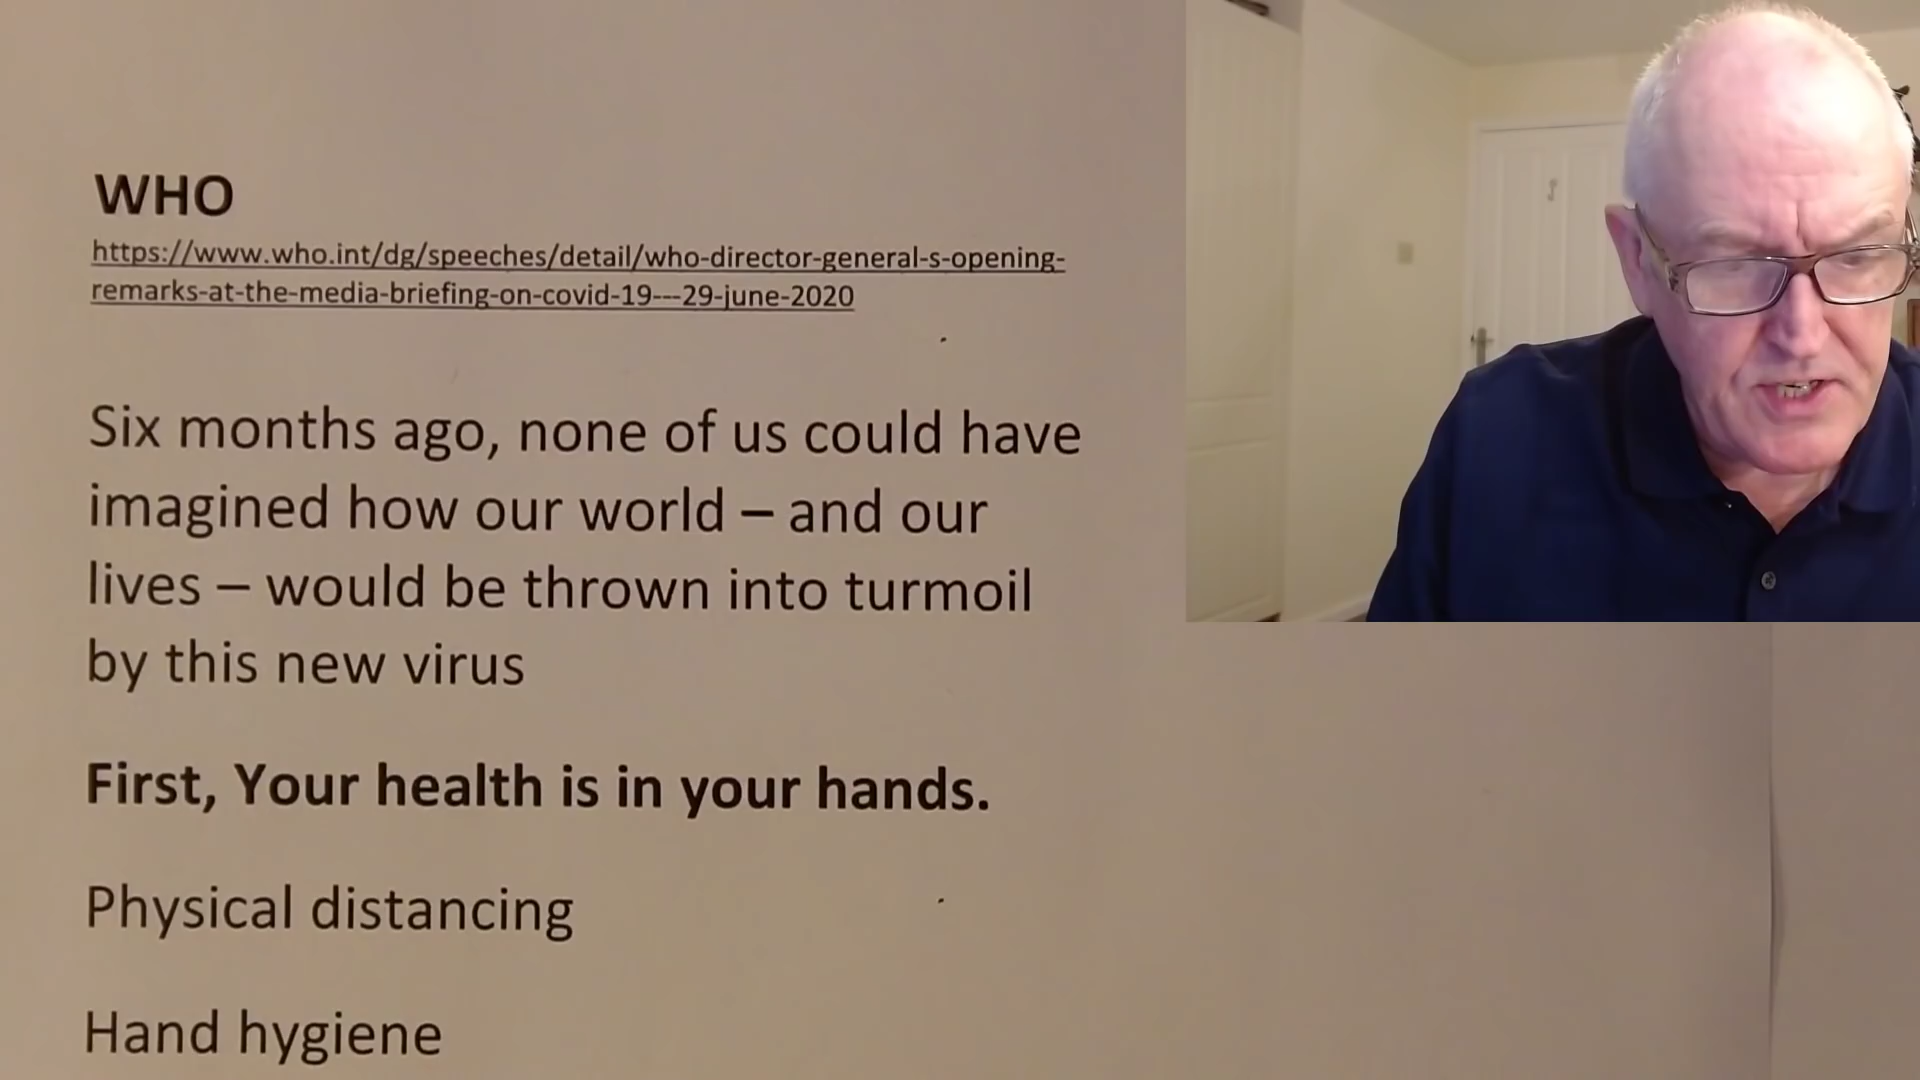 WHO
https://www.who.int/dg/speeches/detail/who-director-general-s-opening-
remarks-at-the-media-briefing-on-covid-19---29-june-2020
Six months ago, none of us could have
imagined how our world – and our
lives – would be thrown into turmoil
by this new virus
First, Your health is in your hands.
Physical distancing
Hand hygiene